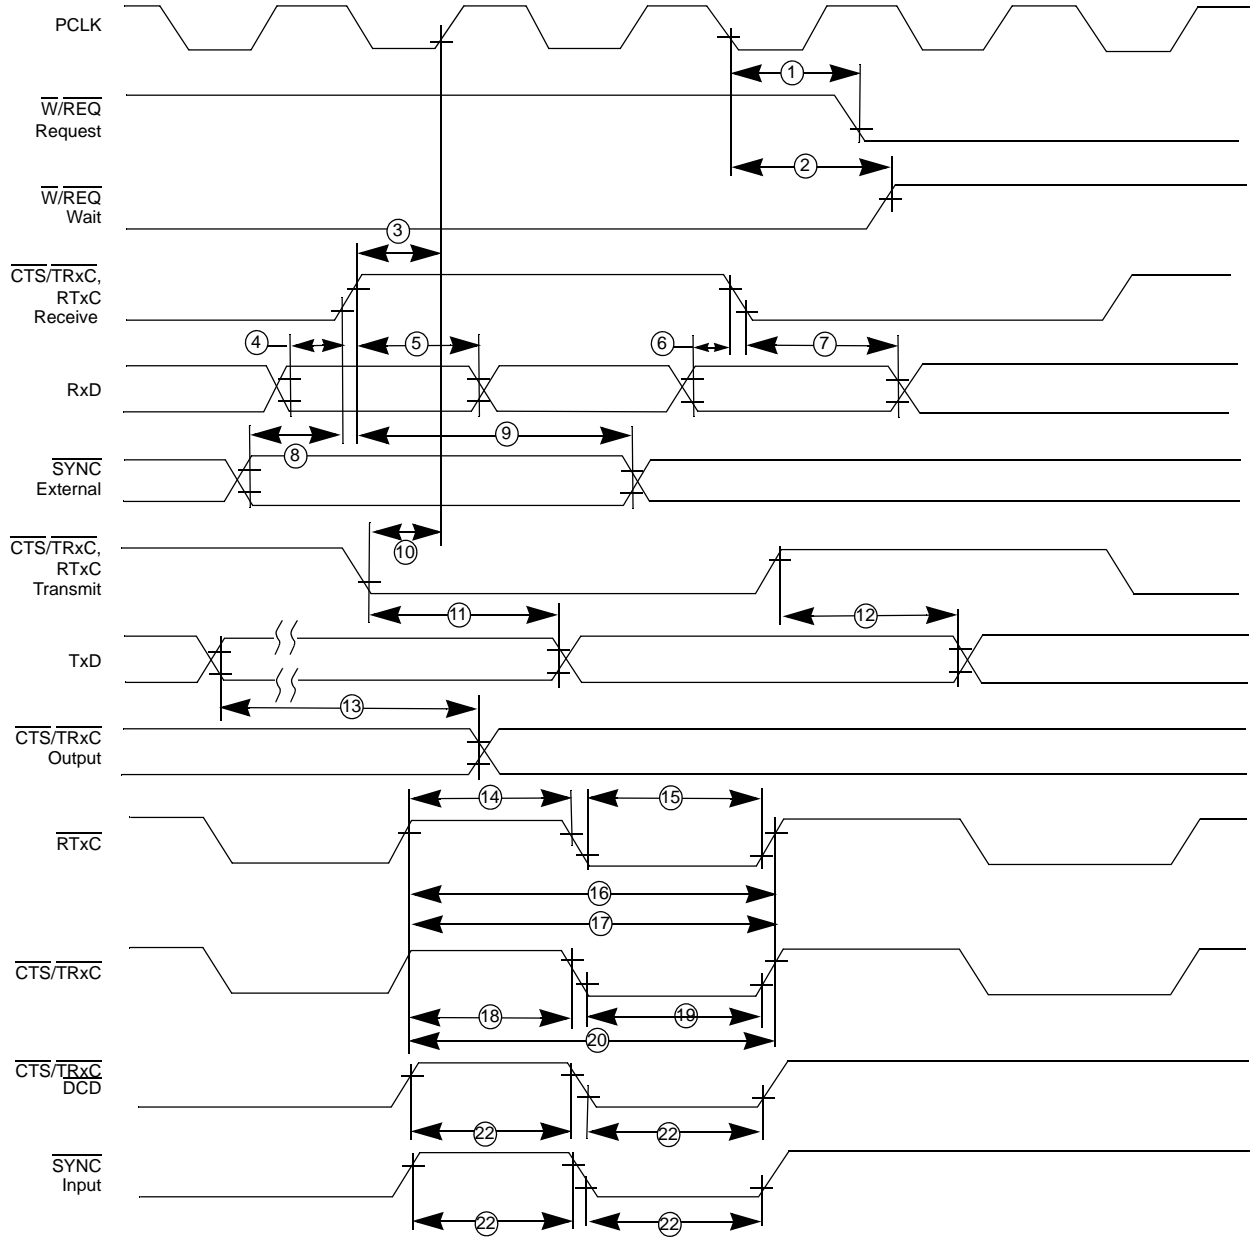 PCLK
1
W/REQ
Request
2
W/REQ
Wait
3
CTS/TRxC,
RTxC
Receive
4
5
6
7
RxD
8
9
SYNC
External
10
CTS/TRxC,
RTxC
Transmit
11
12
TxD
13
CTS/TRxC
Output
14
15
RTxC
16
17
CTS/TRxC
18
19
20
CTS/TRxC
DCD
22
22
SYNC
Input
22
22